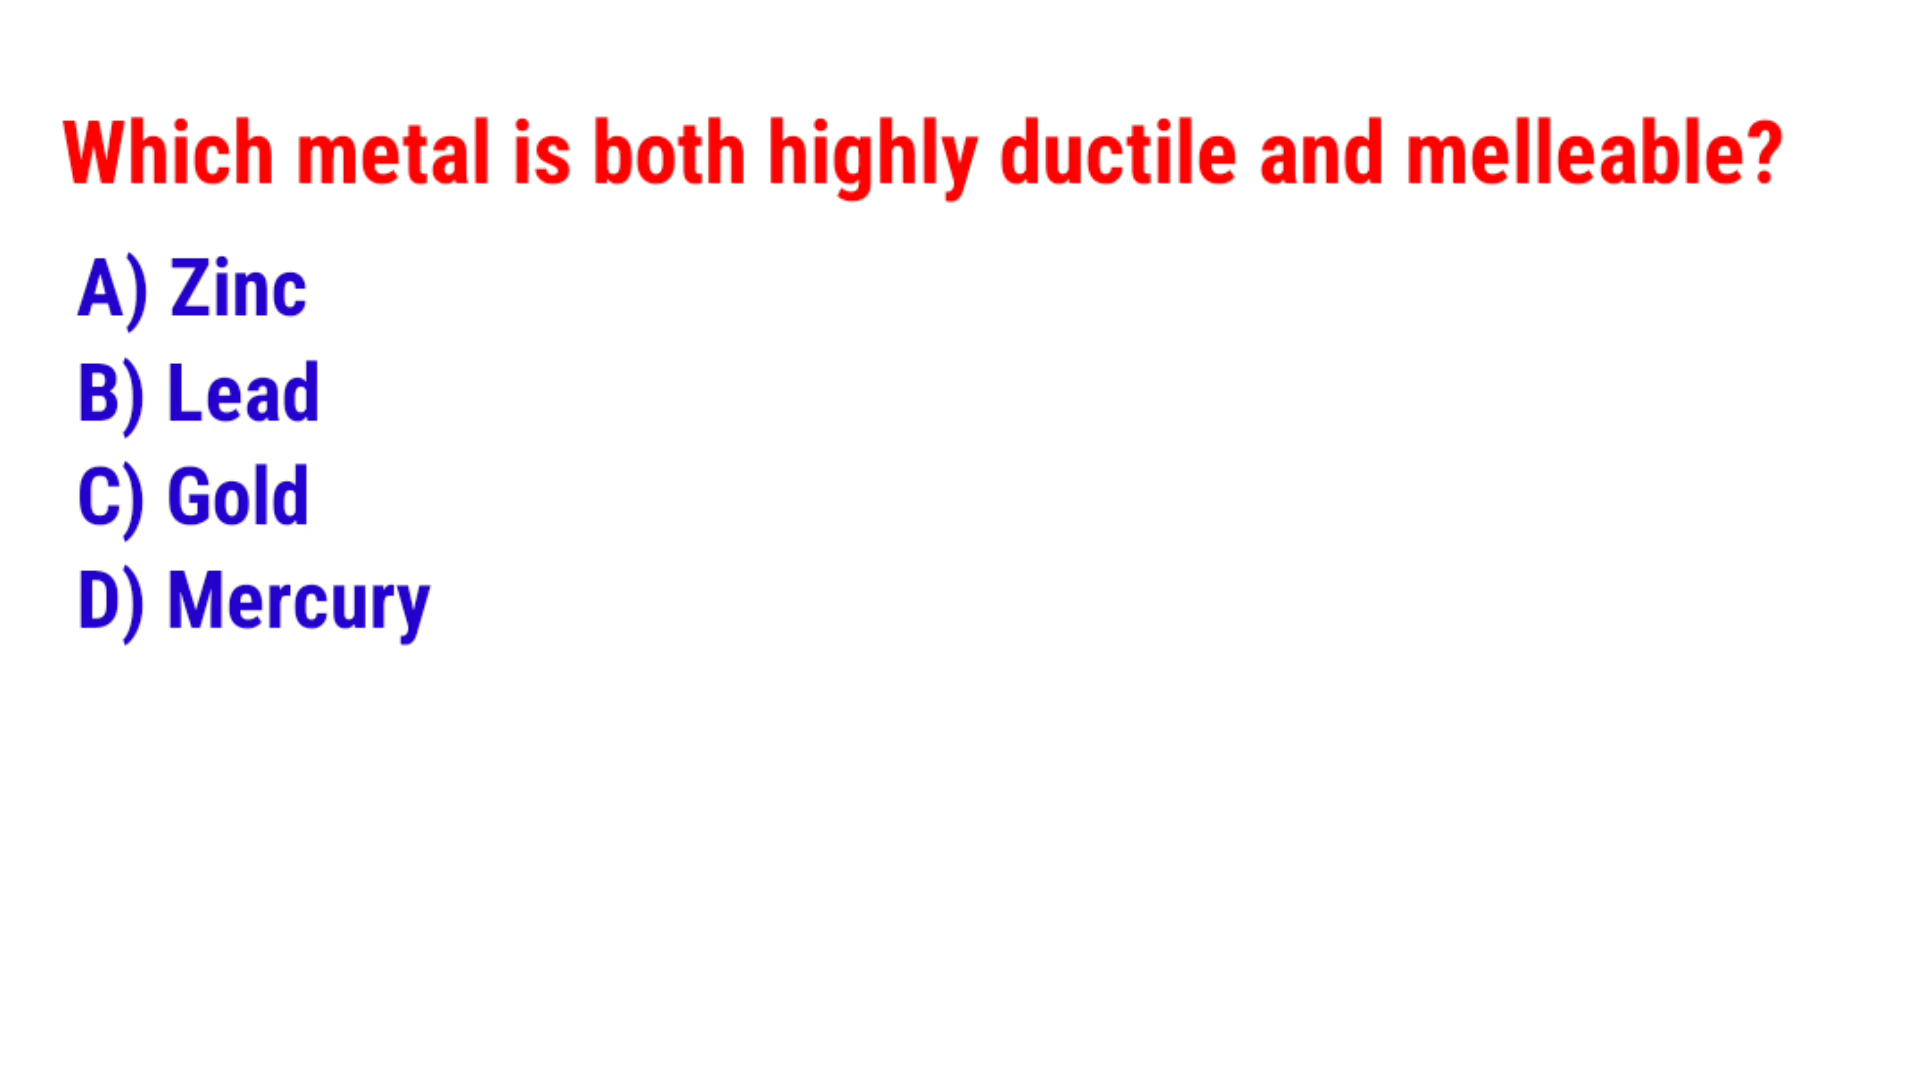 Which metal is both highly ductile and melleable?
A) Zinc
B) Lead
C) Gold
D) Mercury